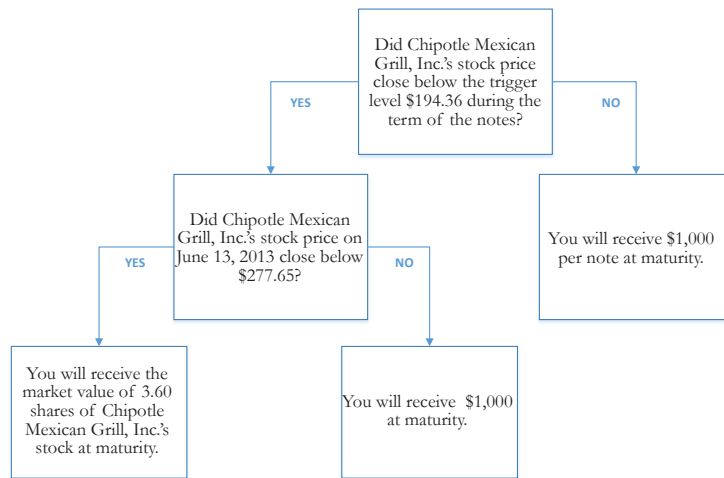 Did Chipotle Mexican
Grill, Inc.'s stock price
close below the trigger
level $194.36 during the
term of the notes?
YES
NO
Did Chipotle Mexican
Grill, Inc.'s stock price on
June 13, 2013 close below
$277.65?
You will receive $1,000
per note at maturity.
YES
NO
You will receive the
market value of 3.60
shares of Chipotle
Mexican Grill, Inc.'s
stock at maturity.
You will receive $1,000
at maturity.